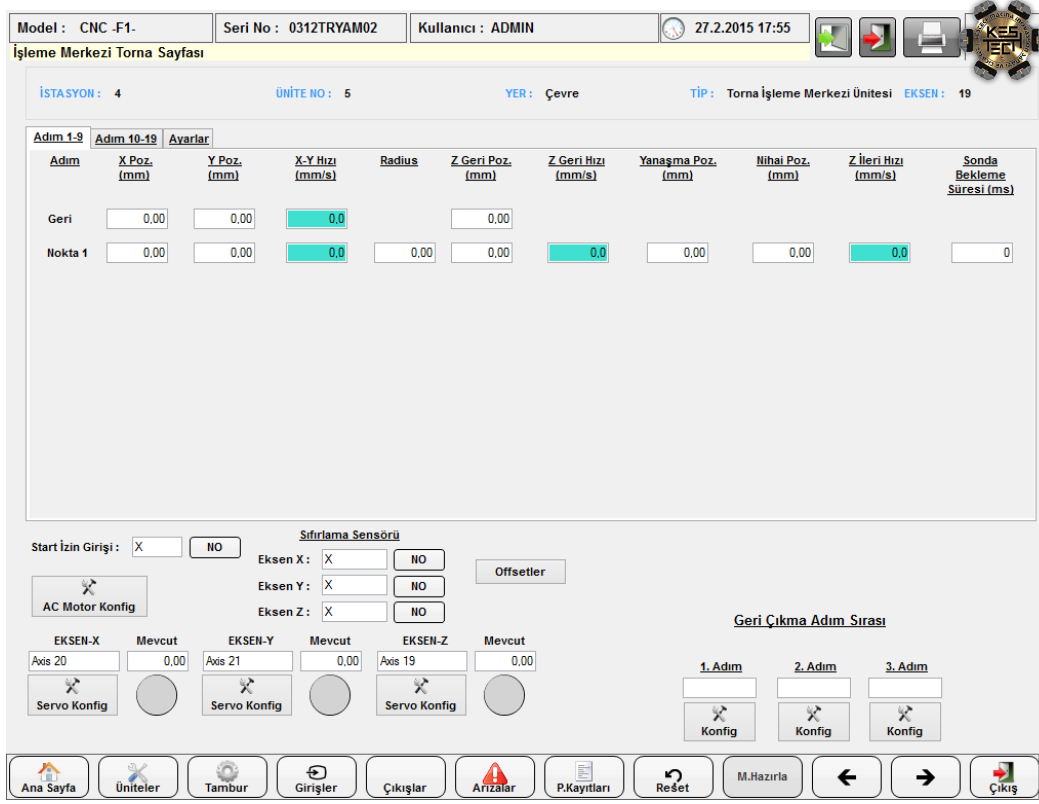 Model : CNC -F1-
Seri No : 0312TRYAM02
Kullanıcı : ADMIN
27.2.2015 17:55
KES TECH
İşleme Merkezi Torna Sayfası
İSTASYON : 4 ÜNİTE NO : 5 YER : Çevre TİP : Torna İşleme Merkezi Ünitesi EKSEN : 19
Adım 1-9 Adım 10-19 Ayarlar
Adım X Poz. (mm) Y Poz. (mm) X-Y Hızı (mm/s) Radius Z Geri Poz. (mm) Z Geri Hızı (mm/s) Yanaşma Poz. (mm) Nihai Poz. (mm) Z İleri Hızı (mm/s) Sonda Bekleme Süresi (ms)
Geri 0,00 0,00 0,0 0,00
Nokta 1 0,00 0,00 0,0 0,00 0,00 0,0 0,00 0,00 0,0 0
Start İzin Girişi : X NO
Sıfırlama Sensörü
Eksen X : X NO
Eksen Y : X NO
Eksen Z : X NO
Offsetler
AC Motor Konfig
EKSEN-X Mevcut EKSEN-Y Mevcut EKSEN-Z Mevcut
Axis 20 0,00 Axis 21 0,00 Axis 19 0,00
Servo Konfig Servo Konfig Servo Konfig
Geri Çıkma Adım Sırası
1. Adım 2. Adım 3. Adım
Konfig Konfig Konfig
Ana Sayfa Üniteler Tambur Girişler Çıkışlar Arızalar P.Kayıtları Reset M.Hazırla Çıkış